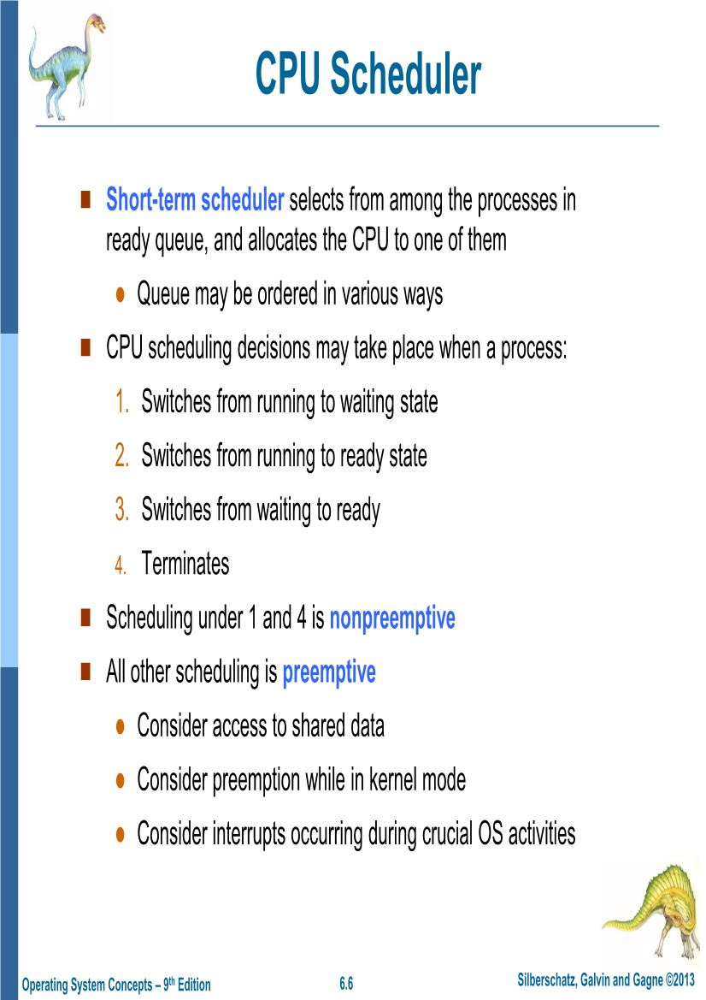 CPU Scheduler
Short-term scheduler selects from among the processes in
ready queue, and allocates the CPU to one of them
Queue may be ordered in various ways
CPU scheduling decisions may take place when a process:
1. Switches from running to waiting state
2. Switches from running to ready state
3. Switches from waiting to ready
4. Terminates
Scheduling under 1 and 4 is nonpreemptive
All other scheduling is preemptive
Consider access to shared data
Consider preemption while in kernel mode
Consider interrupts occurring during crucial OS activities
Operating System Concepts – 9th Edition
6.6
Silberschatz, Galvin and Gagne ©2013